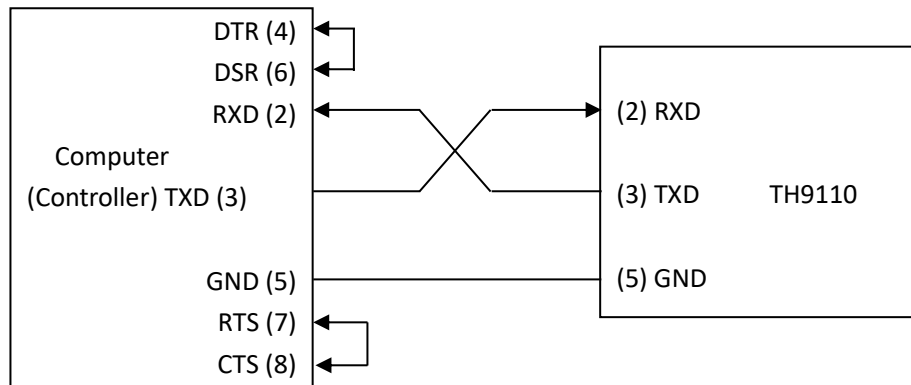 DTR (4)
DSR (6)
RXD (2)
(2) RXD
Computer
(Controller) TXD (3)
(3) TXD TH9110
GND (5)
(5) GND
RTS (7)
CTS (8)